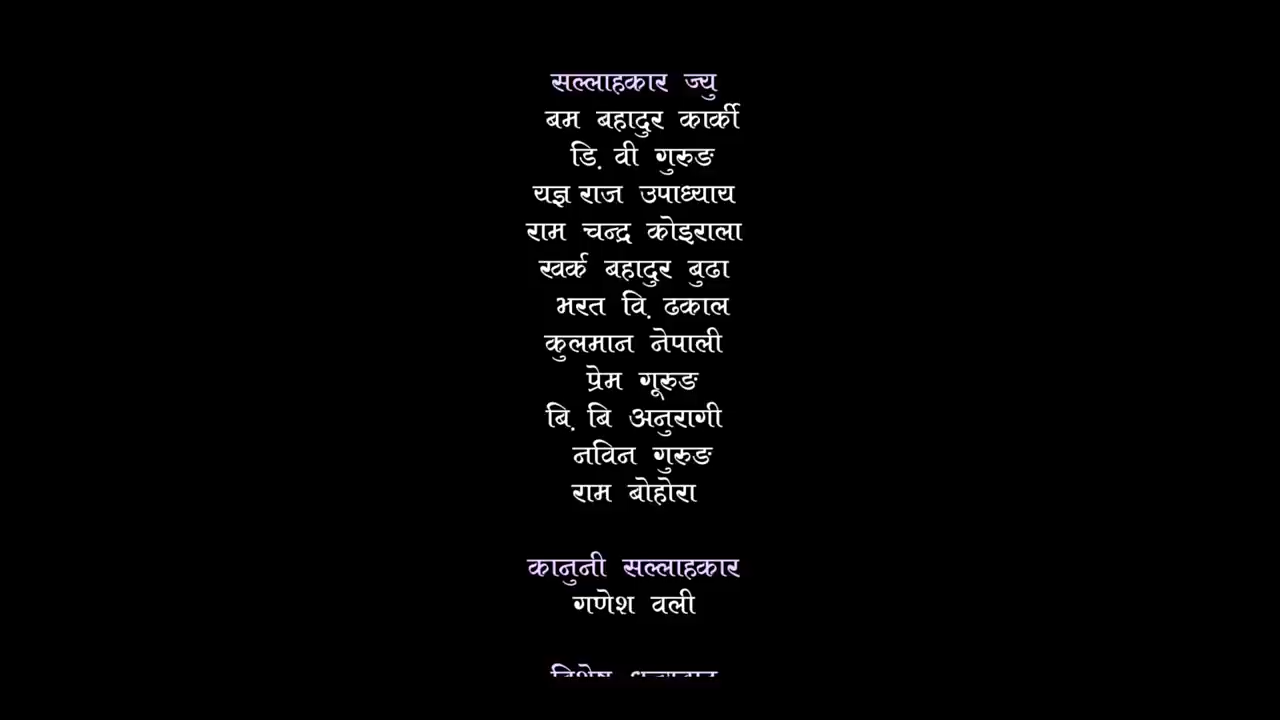 सल्लाहकार ज्यु
बम बहादुर कार्की
डि. वी गुरुङ
यज्ञ राज उपाध्याय
राम चन्द्र कोइराला
खर्क बहादुर बुढा
भरत वि. ढकाल
कुलमान नेपाली
प्रेम गूरुङ
बि. बि अनुरागी
नविन गुरुङ
राम बोहोरा
कानुनी सल्लाहकार
गणेश वली